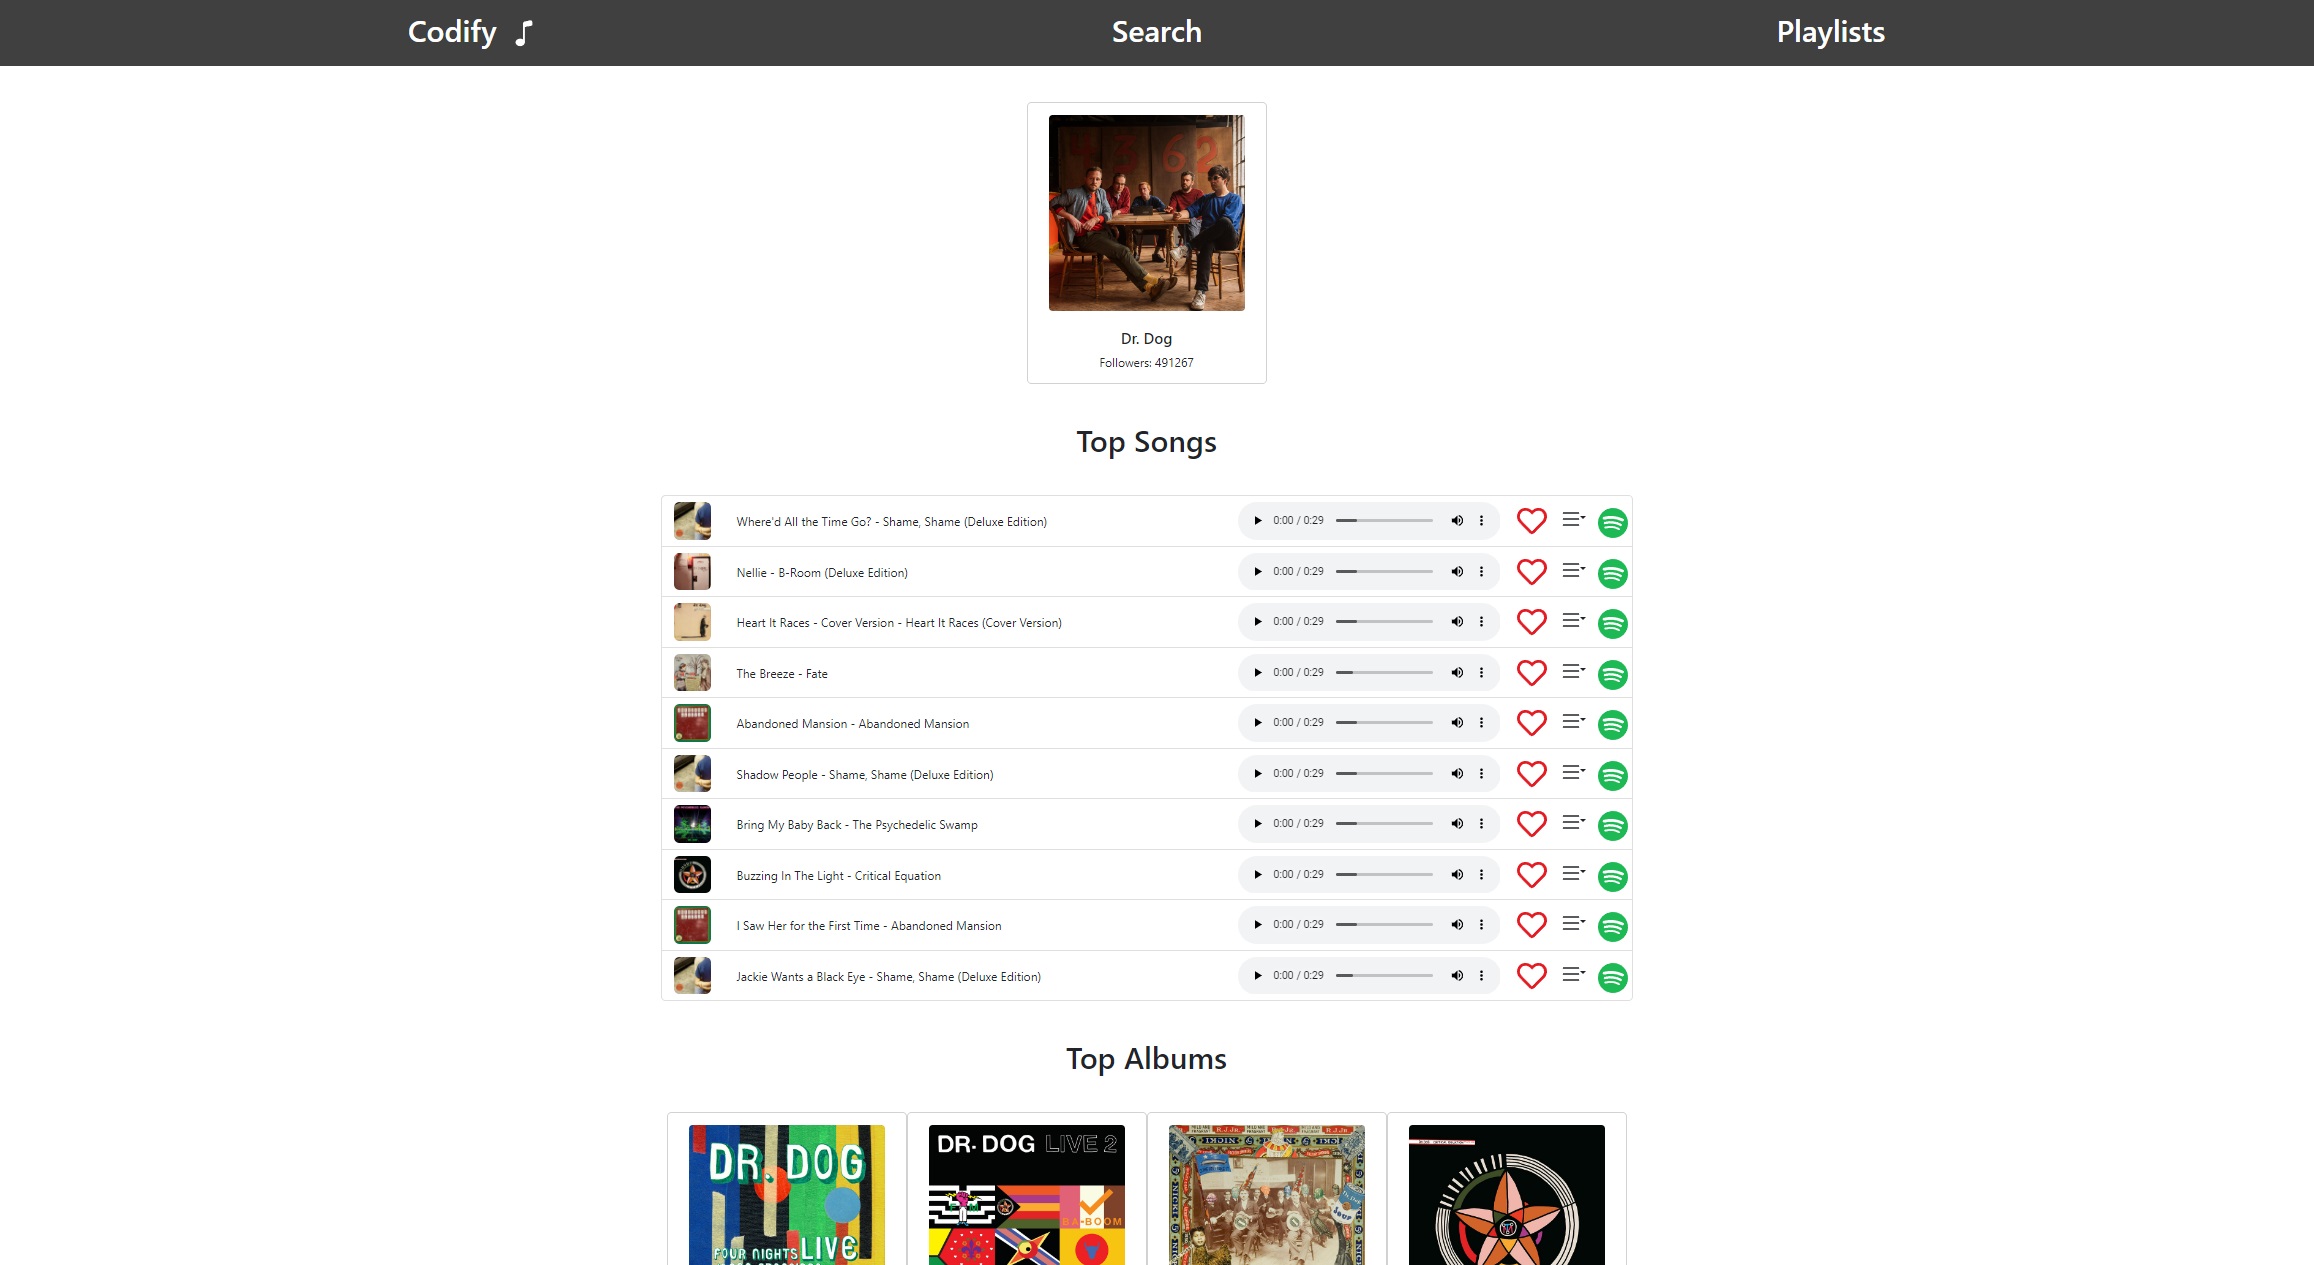 Codify
Search
Playlists
4362
Dr. Dog
Followers: 491267
Top Songs
Where'd All the Time Go? - Shame, Shame (Deluxe Edition)
0:00 / 0:29
Nellie - B-Room (Deluxe Edition)
0:00 / 0:29
Heart It Races - Cover Version - Heart It Races (Cover Version)
0:00 / 0:29
The Breeze - Fate
0:00 / 0:29
Abandoned Mansion - Abandoned Mansion
0:00 / 0:29
Shadow People - Shame, Shame (Deluxe Edition)
0:00 / 0:29
Bring My Baby Back - The Psychedelic Swamp
0:00 / 0:29
Buzzing In The Light - Critical Equation
0:00 / 0:29
I Saw Her for the First Time - Abandoned Mansion
0:00 / 0:29
Jackie Wants a Black Eye - Shame, Shame (Deluxe Edition)
0:00 / 0:29
Top Albums
DR. DOG
FOUR NIGHTS LIVE
DR. DOG LIVE 2
BA-BOOM
R.J.Jr.
NICKI